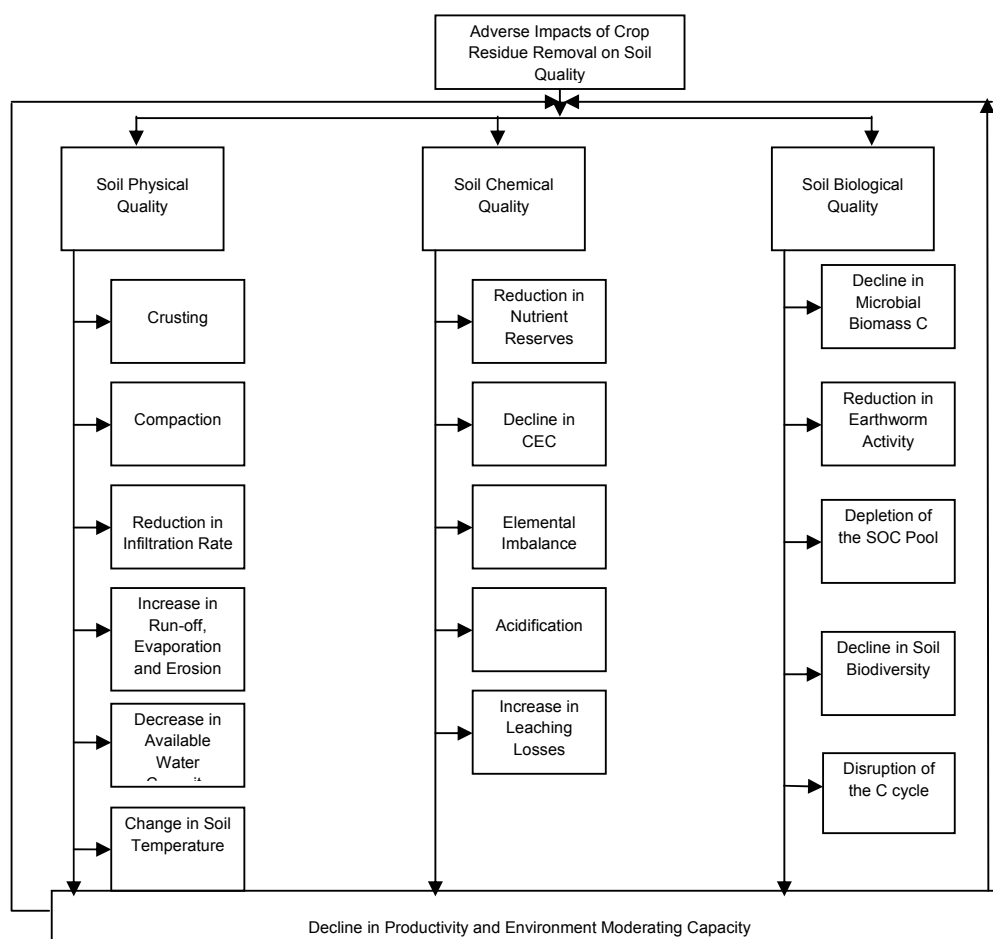 Adverse Impacts of Crop
Residue Removal on Soil
Quality
Soil Physical
Quality
Soil Chemical
Quality
Soil Biological
Quality
Crusting
Compaction
Reduction in
Infiltration Rate
Increase in
Run-off,
Evaporation
and Erosion
Decrease in
Available
Water
Change in Soil
Temperature
Reduction in
Nutrient
Reserves
Decline in
CEC
Elemental
Imbalance
Acidification
Increase in
Leaching
Losses
Decline in
Microbial
Biomass C
Reduction in
Earthworm
Activity
Depletion of
the SOC Pool
Decline in Soil
Biodiversity
Disruption of
the C cycle
Decline in Productivity and Environment Moderating Capacity